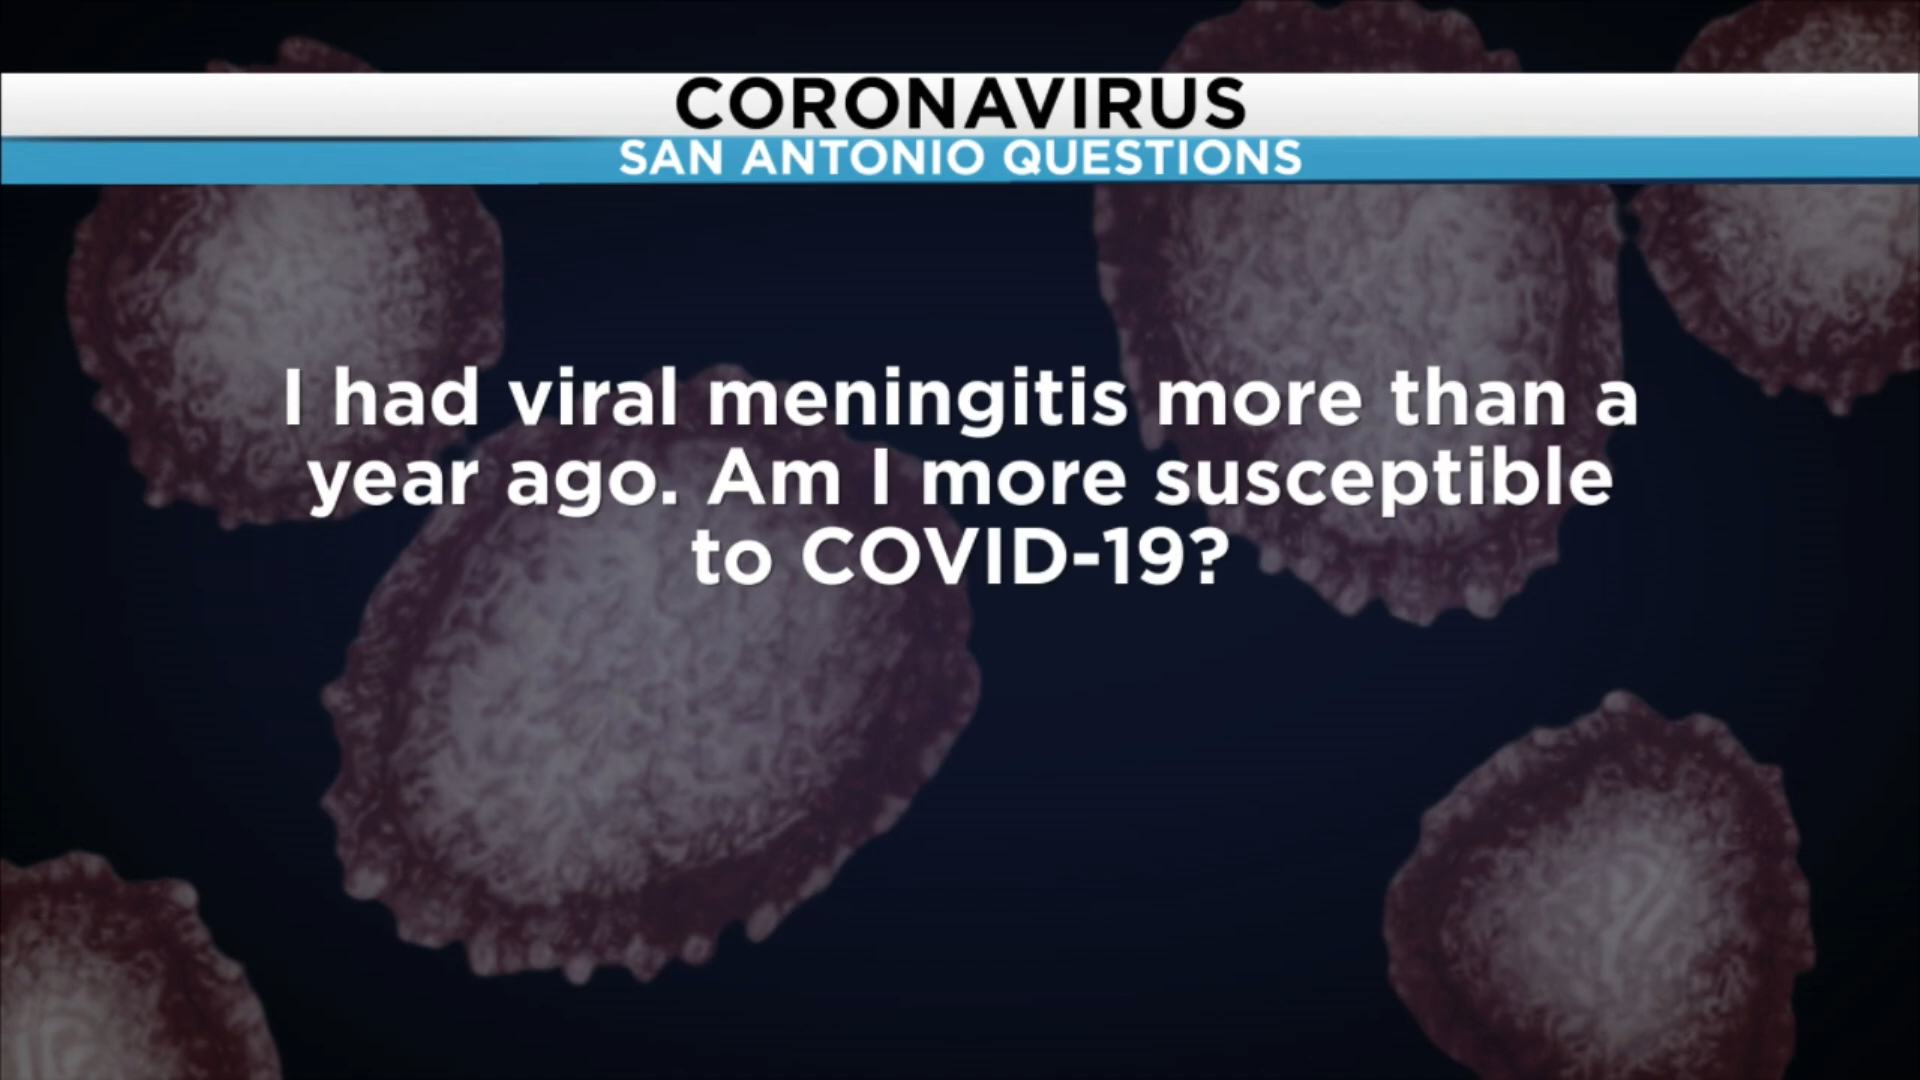 CORONAVIRUS
SAN ANTONIO QUESTIONS
I had viral meningitis more than a
year ago. Am I more susceptible
to COVID-19?